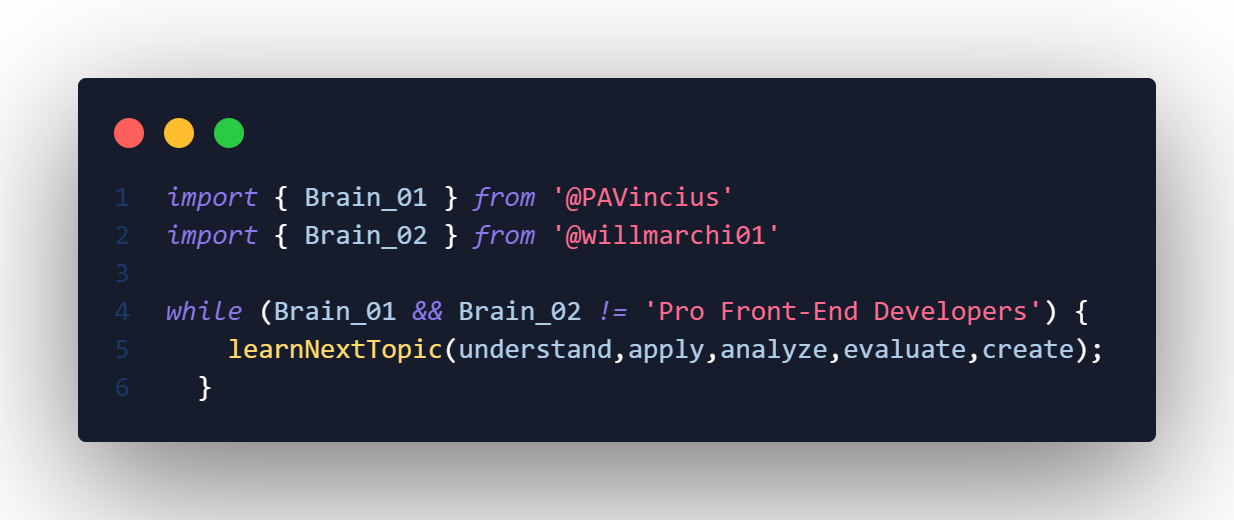 1 import { Brain_01 } from '@PAVincius'
2 import { Brain_02 } from '@willmarchi01'
3
4 while (Brain_01 && Brain_02 != 'Pro Front-End Developers') {
5     learnNextTopic(understand,apply,analyze,evaluate,create);
6   }